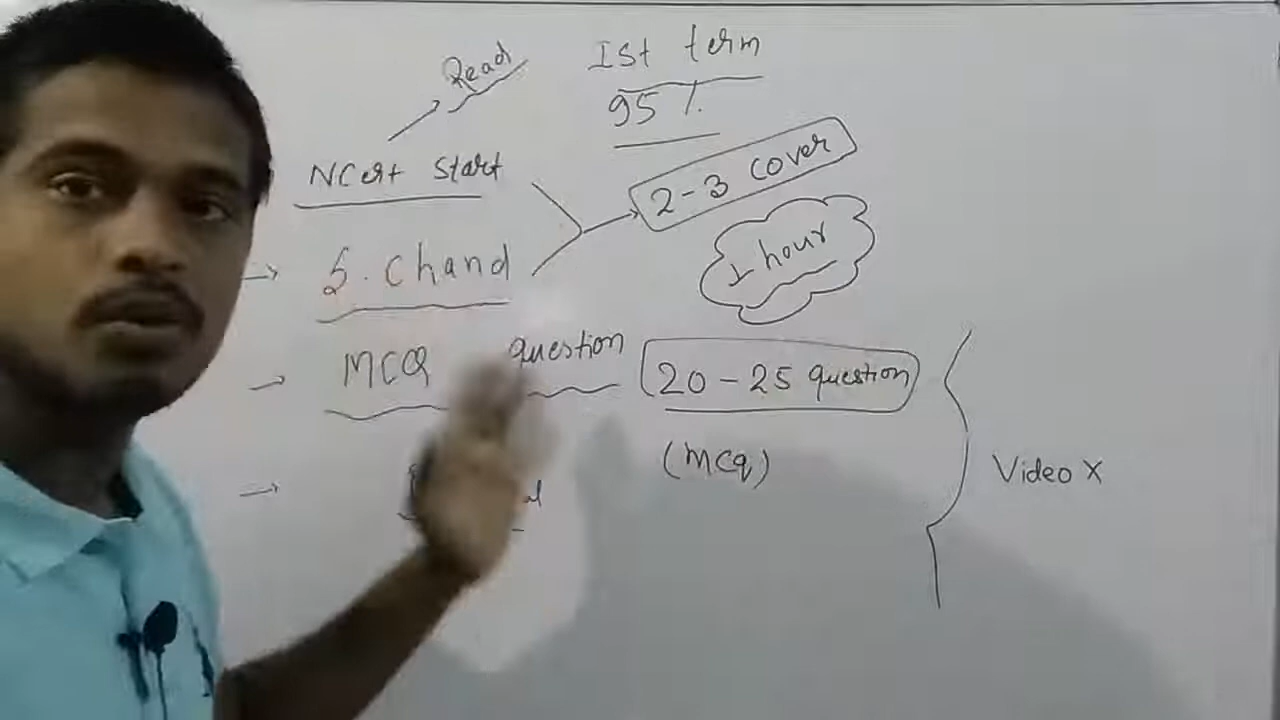 Ist term
95 %
Read
NCert start
2-3 cover
1 hour
→ S. Chand
→ MCQ question
20-25 question
(mcq)
→
Video X